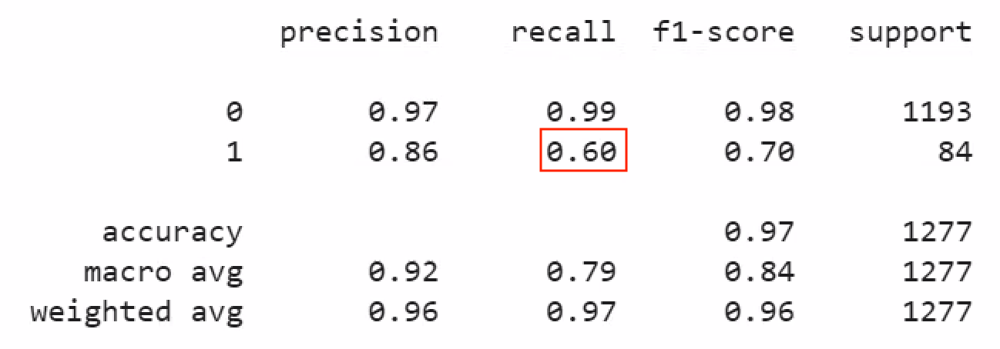 precision recall f1-score support
0 0.97 0.99 0.98 1193
1 0.86 0.60 0.70 84
accuracy 0.97 1277
macro avg 0.92 0.79 0.84 1277
weighted avg 0.96 0.97 0.96 1277